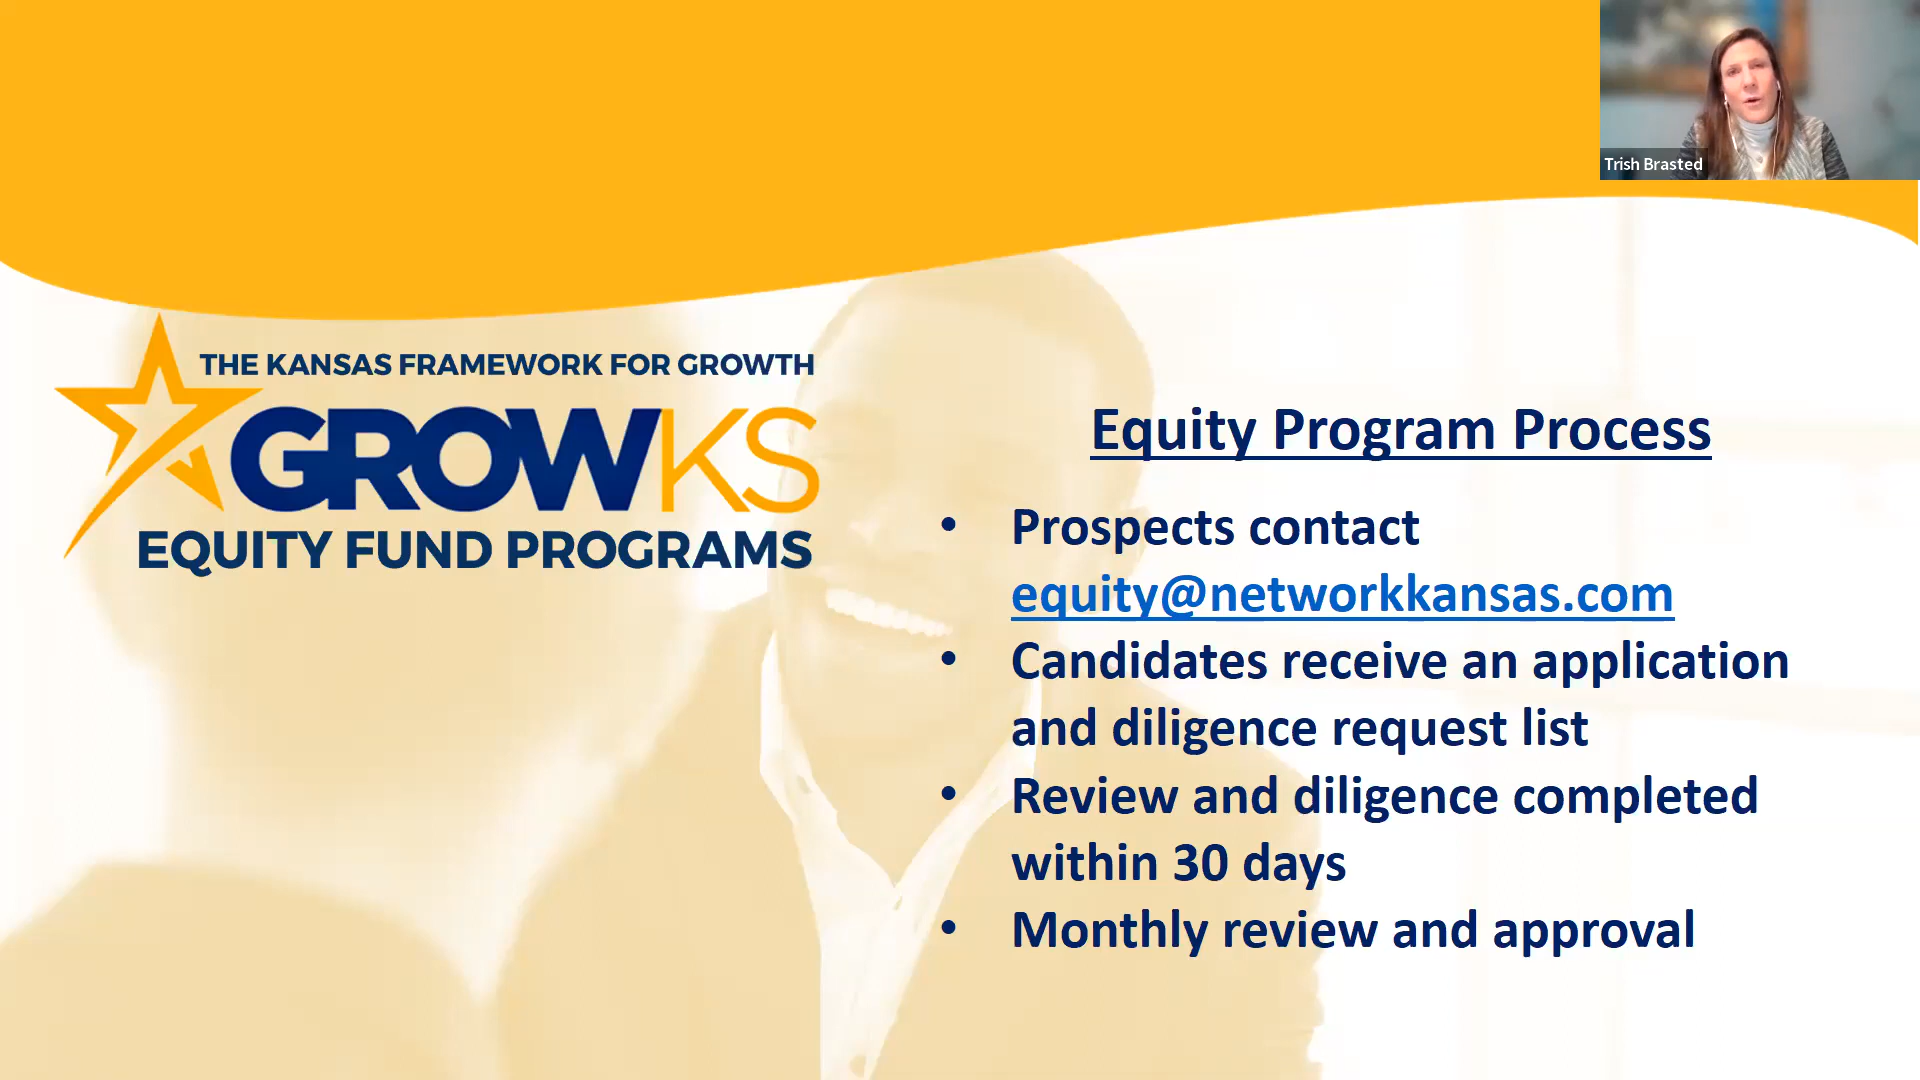 Trish Brasted
THE KANSAS FRAMEWORK FOR GROWTH
GROWKS
EQUITY FUND PROGRAMS
Equity Program Process
• Prospects contact
equity@networkkansas.com
• Candidates receive an application
and diligence request list
• Review and diligence completed
within 30 days
• Monthly review and approval